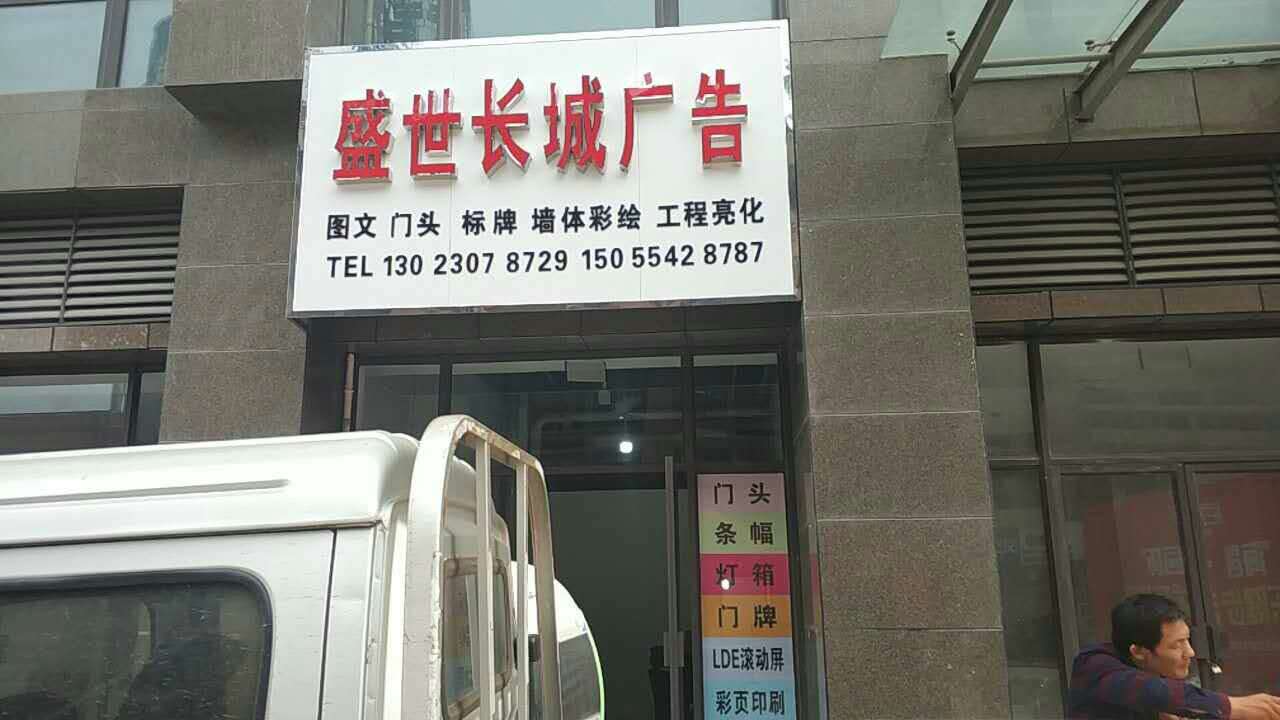 盛世长城广告
图文 门头 标牌 墙体彩绘 工程亮化
TEL 130 2307 8729 150 5542 8787
门头
条幅
灯箱
门牌
LDE滚动屏
彩页印刷